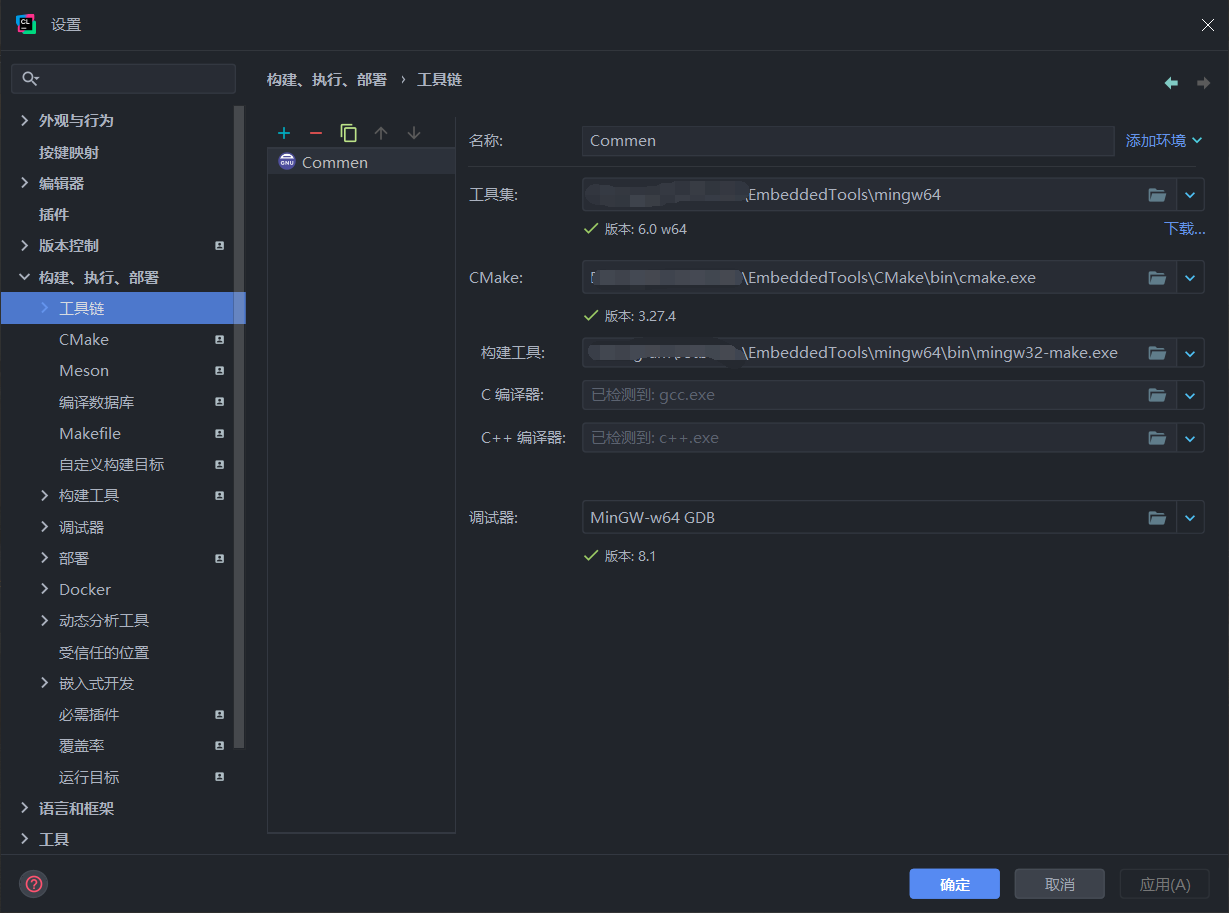 设置
构建、执行、部署 › 工具链
外观与行为
按键映射
编辑器
插件
版本控制
构建、执行、部署
工具链
CMake
Meson
编译数据库
Makefile
自定义构建目标
构建工具
调试器
部署
Docker
动态分析工具
受信任的位置
嵌入式开发
必需插件
覆盖率
运行目标
语言和框架
工具
Commen
名称: Commen 添加环境
工具集: \EmbeddedTools\mingw64
版本: 6.0 w64 下载...
CMake: \EmbeddedTools\CMake\bin\cmake.exe
版本: 3.27.4
构建工具: \EmbeddedTools\mingw64\bin\mingw32-make.exe
C 编译器: 已检测到: gcc.exe
C++ 编译器: 已检测到: c++.exe
调试器: MinGW-w64 GDB
版本: 8.1
确定 取消 应用(A)